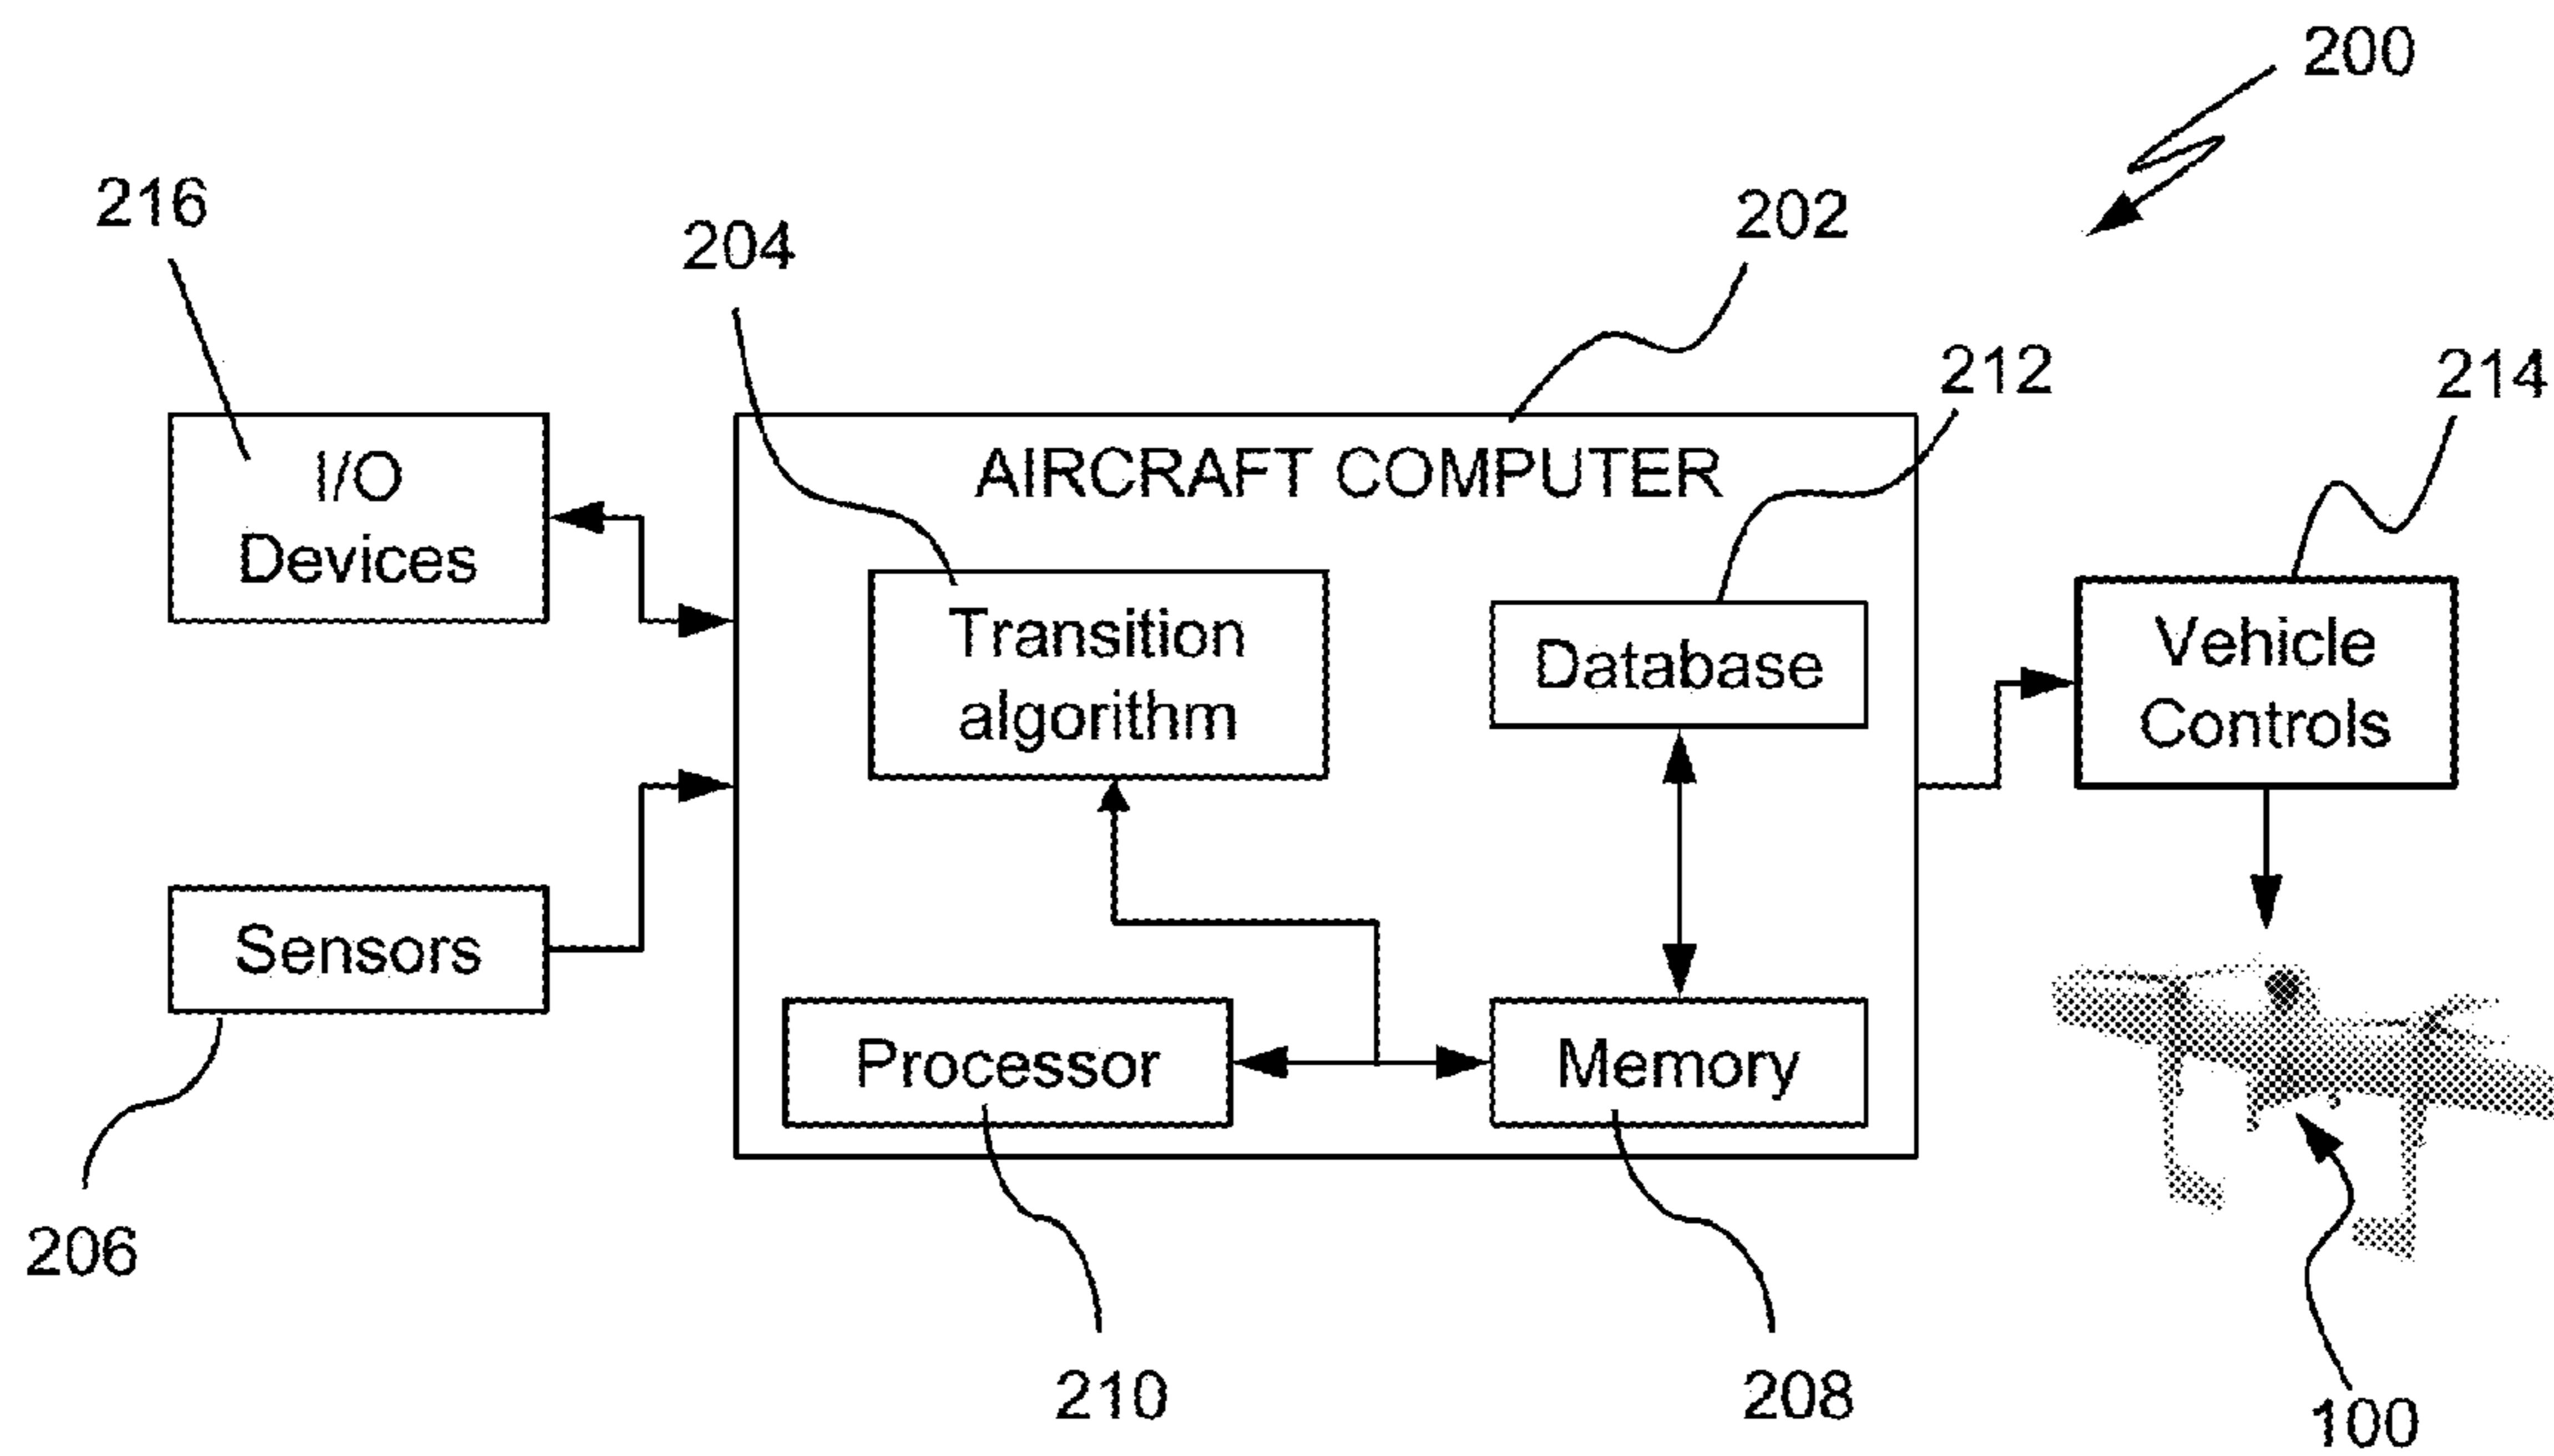 200
216
204
202
212
214
I/O
Devices
AIRCRAFT COMPUTER
Transition
algorithm
Database
Vehicle
Controls
Sensors
Processor
Memory
206
210
208
100